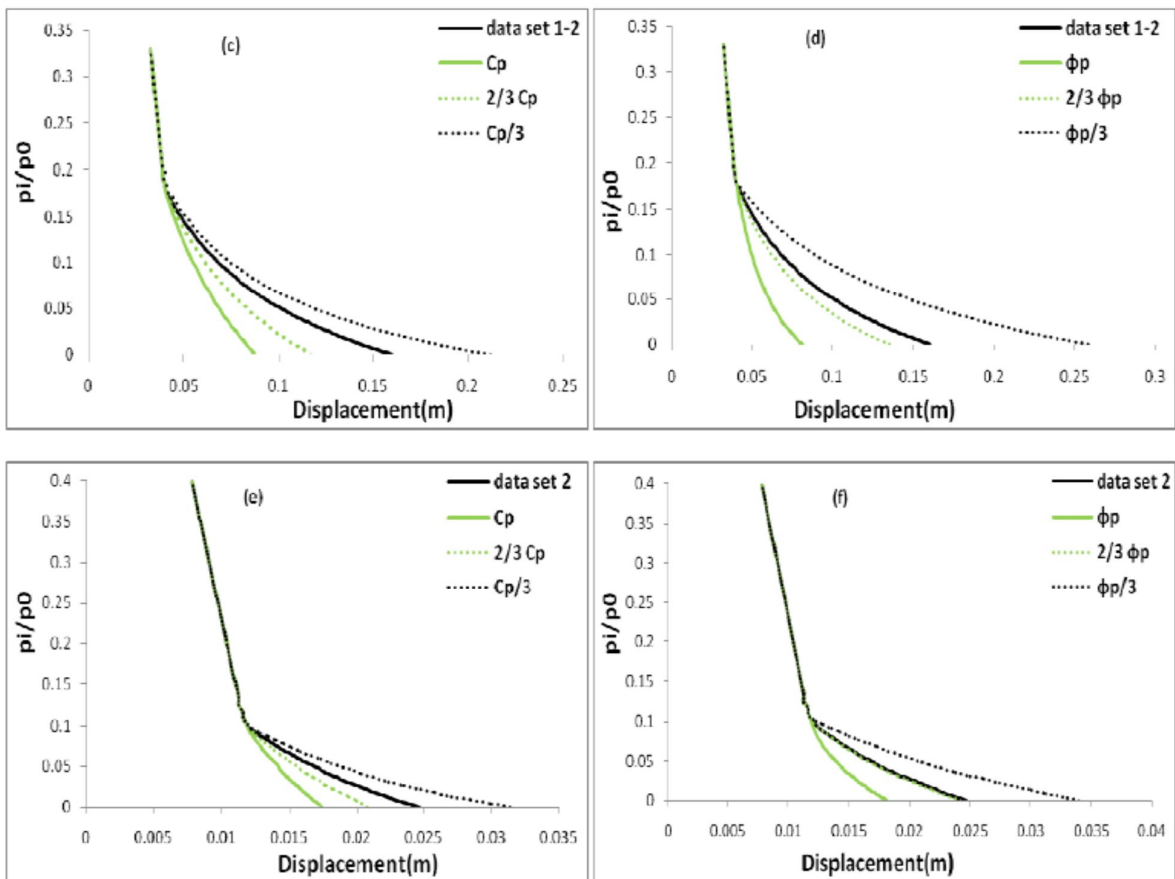 (c)
data set 1-2
Cp
2/3 Cp
Cp/3
pi/p0
0.35
0.3
0.25
0.2
0.15
0.1
0.05
0
0 0.05 0.1 0.15 0.2 0.25
Displacement(m)
(d)
data set 1-2
ϕp
2/3 ϕp
ϕp/3
pi/p0
0.35
0.3
0.25
0.2
0.15
0.1
0.05
0
0 0.05 0.1 0.15 0.2 0.25 0.3
Displacement(m)
(e)
data set 2
Cp
2/3 Cp
Cp/3
pi/p0
0.4
0.35
0.3
0.25
0.2
0.15
0.1
0.05
0
0 0.005 0.01 0.015 0.02 0.025 0.03 0.035
Displacement(m)
(f)
data set 2
ϕp
2/3 ϕp
ϕp/3
pi/p0
0.4
0.35
0.3
0.25
0.2
0.15
0.1
0.05
0
0 0.005 0.01 0.015 0.02 0.025 0.03 0.035 0.04
Displacement(m)